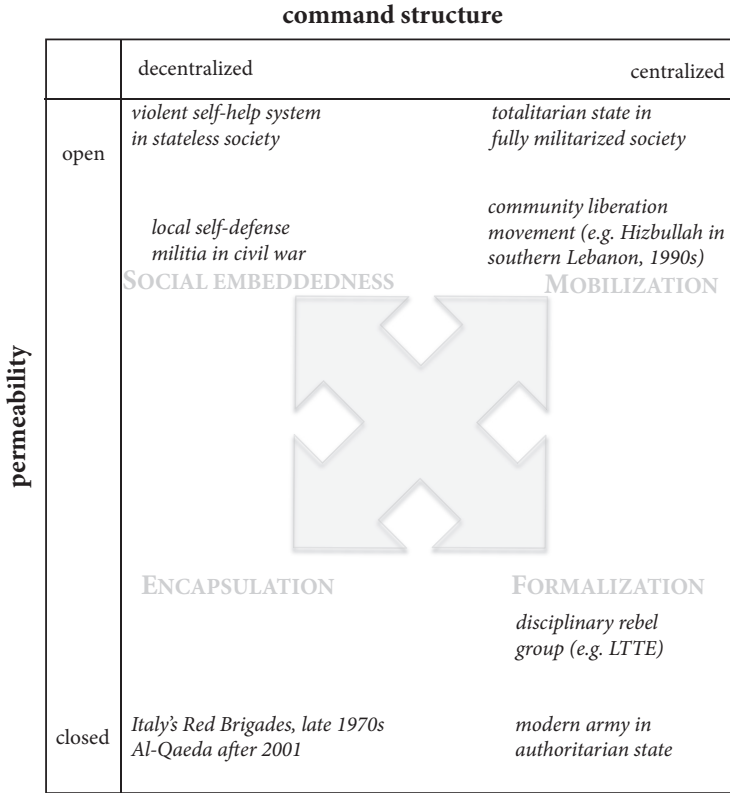 command structure
decentralized centralized
violent self-help system
in stateless society
totalitarian state in
fully militarized society
open
community liberation
movement (e.g. Hizbullah in
southern Lebanon, 1990s)
local self-defense
militia in civil war
SOCIAL EMBEDDEDNESS
MOBILIZATION
permeability
ENCAPSULATION
FORMALIZATION
disciplinary rebel
group (e.g. LTTE)
closed
Italy's Red Brigades, late 1970s
Al-Qaeda after 2001
modern army in
authoritarian state